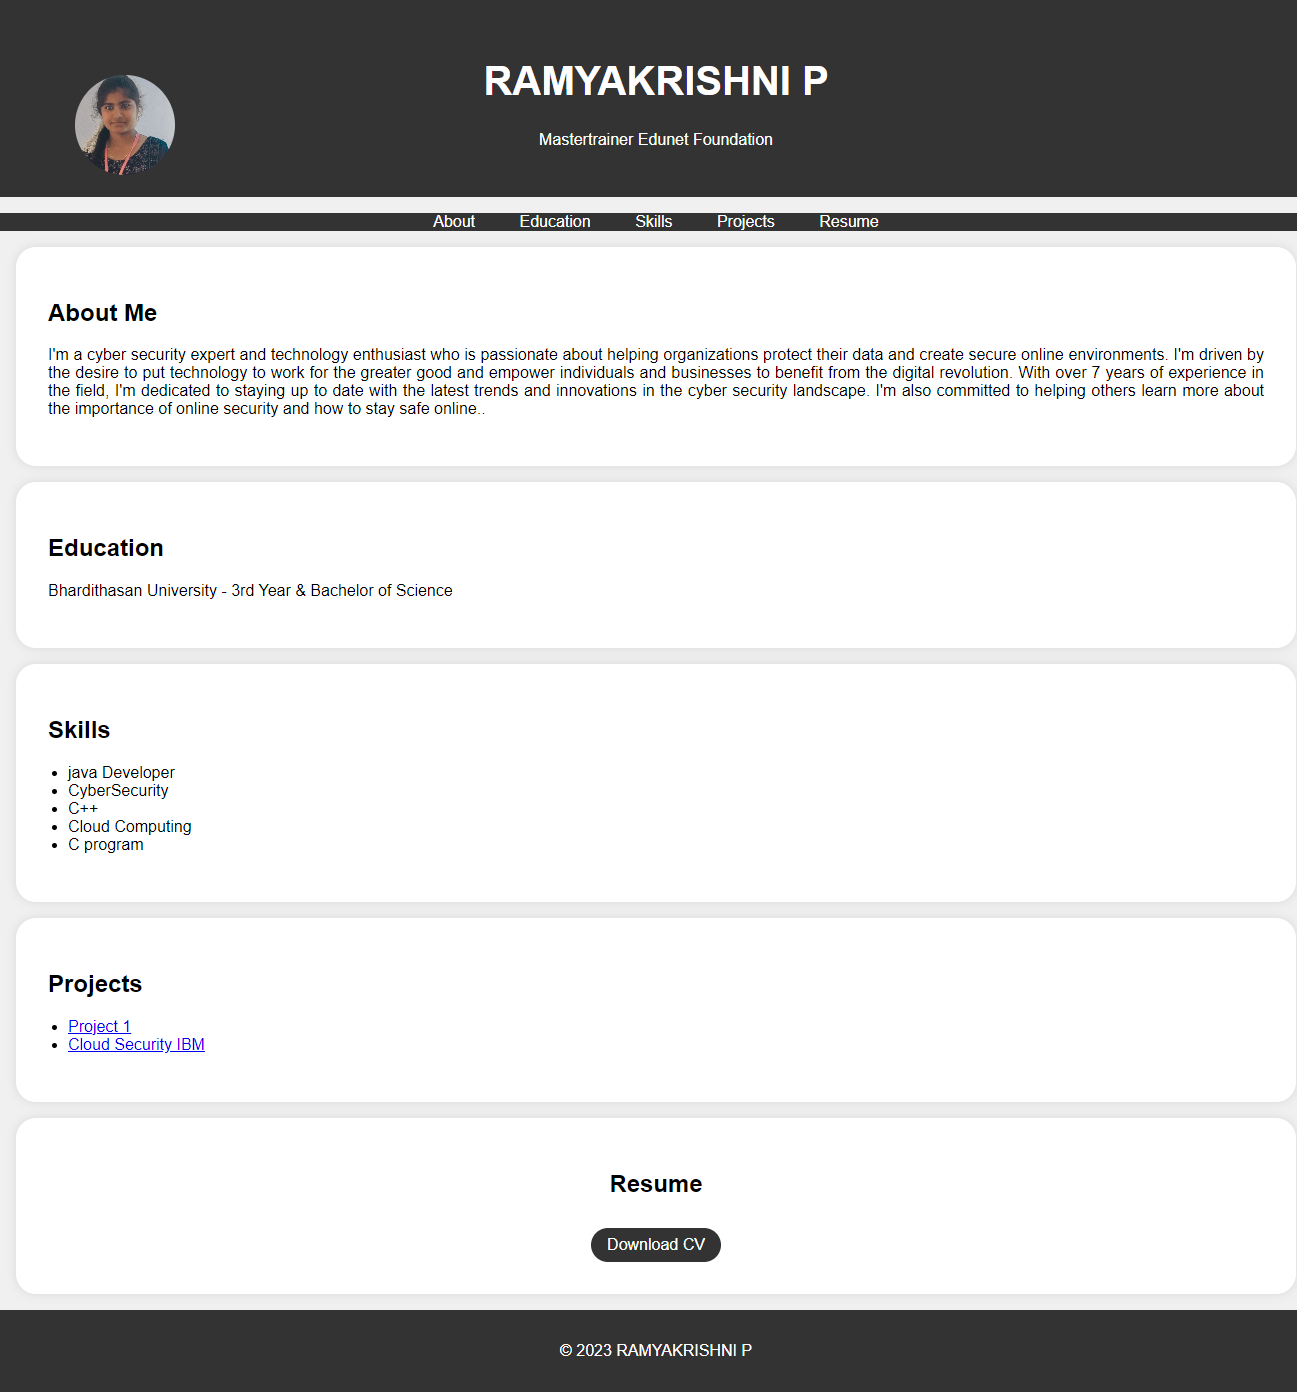 RAMYAKRISHNI P
Mastertrainer Edunet Foundation
About Education Skills Projects Resume
About Me
I'm a cyber security expert and technology enthusiast who is passionate about helping organizations protect their data and create secure online environments. I'm driven by
the desire to put technology to work for the greater good and empower individuals and businesses to benefit from the digital revolution. With over 7 years of experience in
the field, I'm dedicated to staying up to date with the latest trends and innovations in the cyber security landscape. I'm also committed to helping others learn more about
the importance of online security and how to stay safe online..
Education
Bhardithasan University - 3rd Year & Bachelor of Science
Skills
• java Developer
• CyberSecurity
• C++
• Cloud Computing
• C program
Projects
• Project 1
• Cloud Security IBM
Resume
Download CV
© 2023 RAMYAKRISHNI P